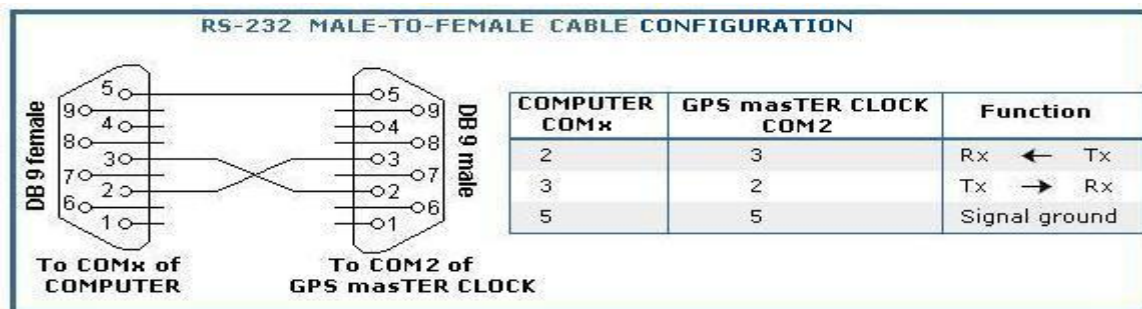 RS-232 MALE-TO-FEMALE CABLE CONFIGURATION
DB 9 female
5
9
4
8
3
7
2
6
1
5
9
4
8
3
7
2
6
1
DB 9 male
To COMx of
COMPUTER
To COM2 of
GPS masTER CLOCK
COMPUTER
COMx
GPS masTER CLOCK
COM2
Function
2 3 Rx ← Tx
3 2 Tx → Rx
5 5 Signal ground